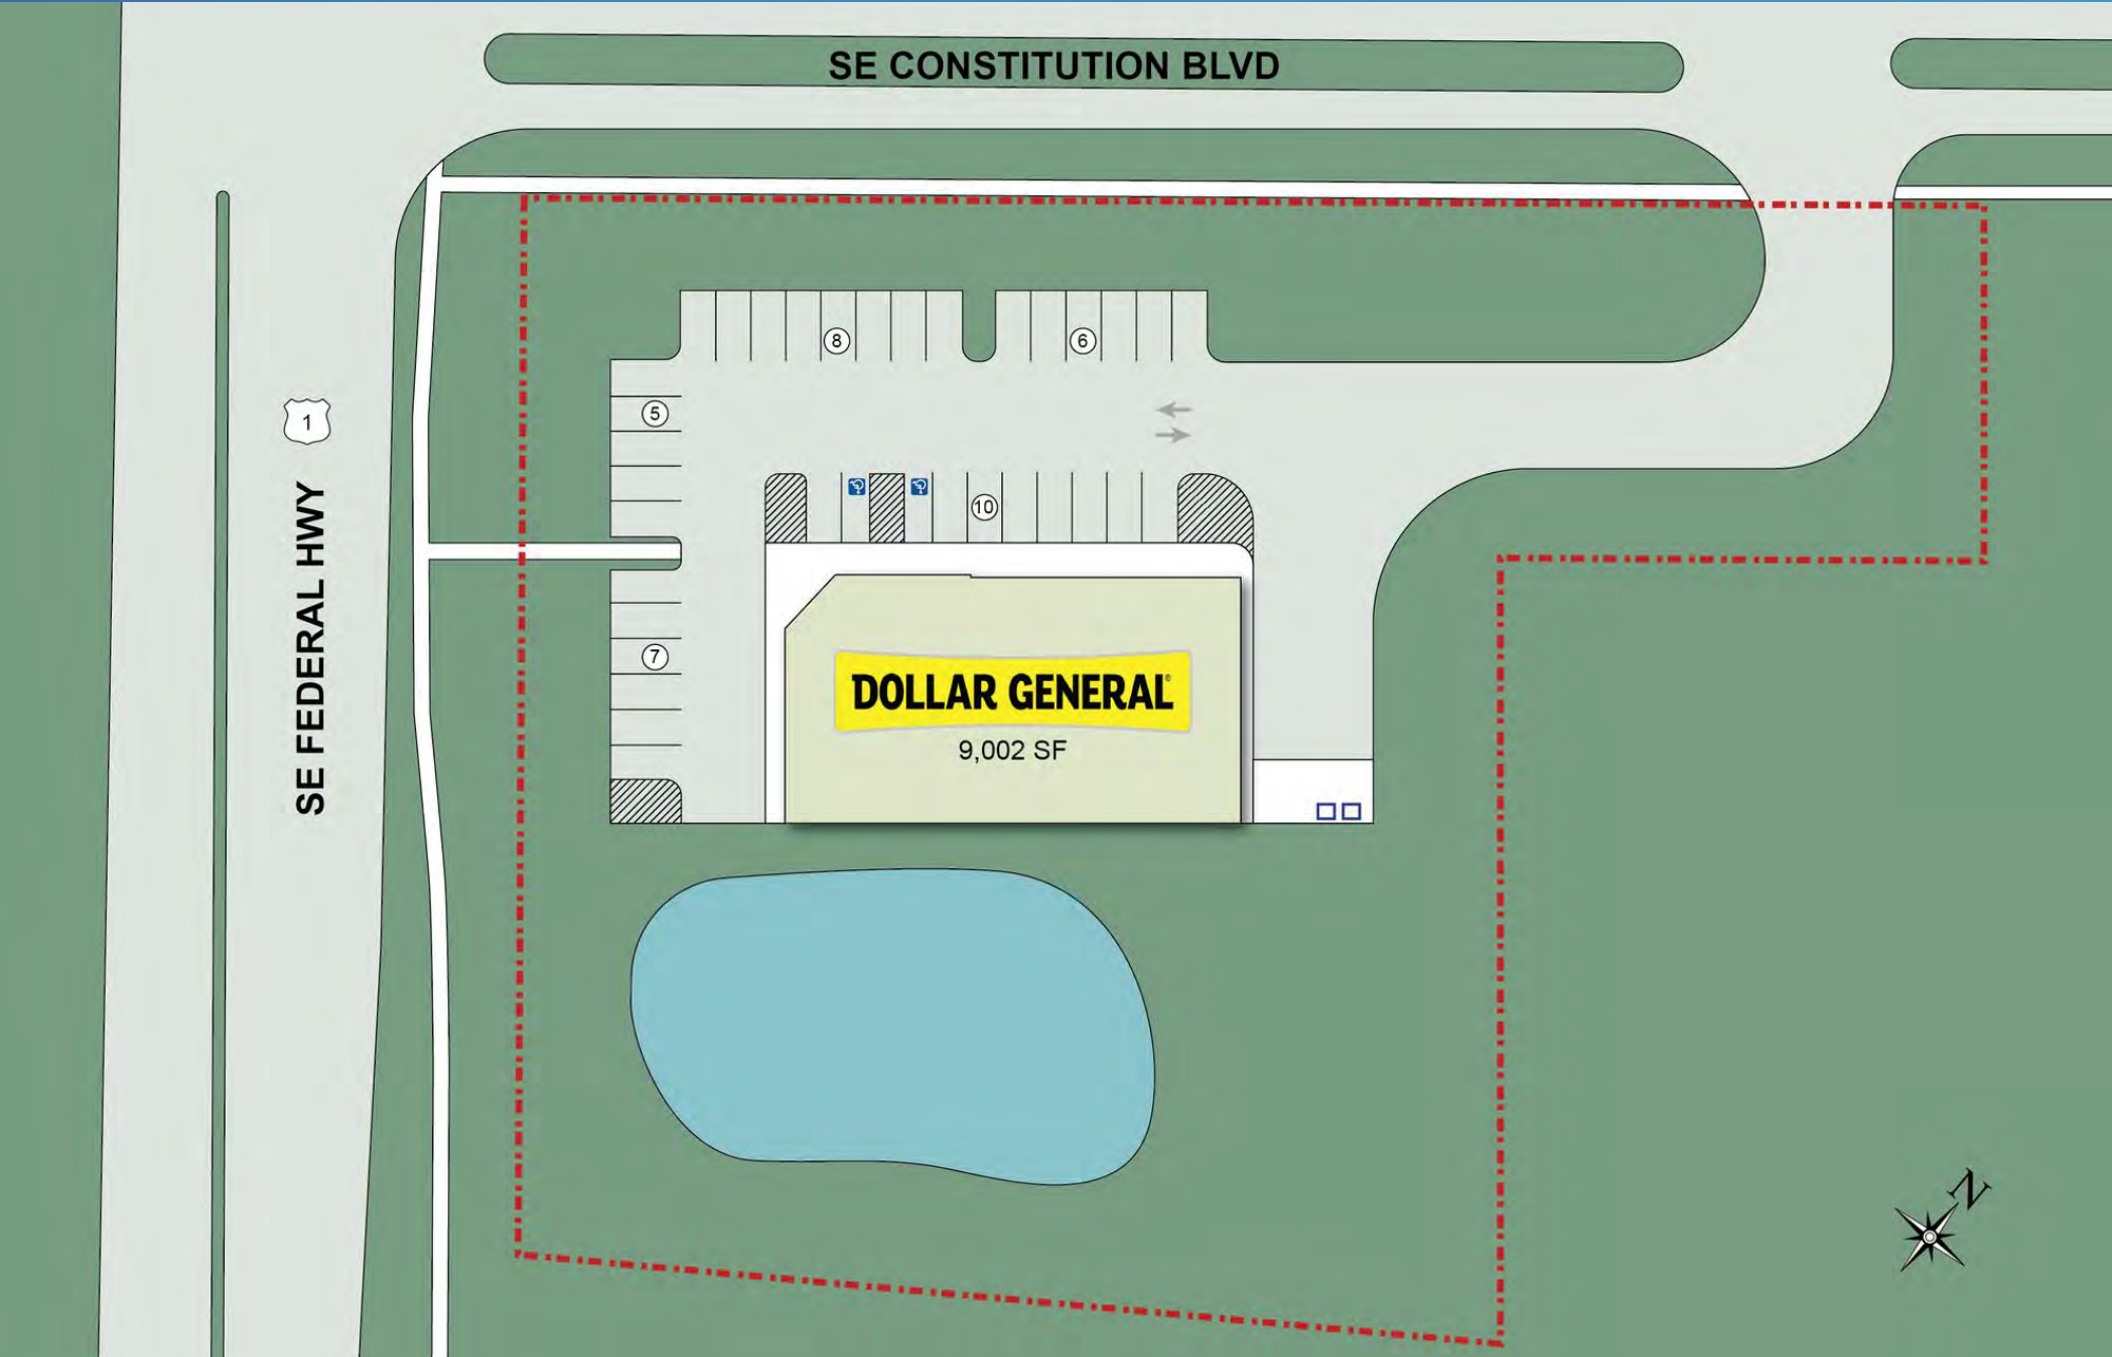 SE CONSTITUTION BLVD
8
6
5
1
10
SE FEDERAL HWY
7
DOLLAR GENERAL®
9,002 SF
N